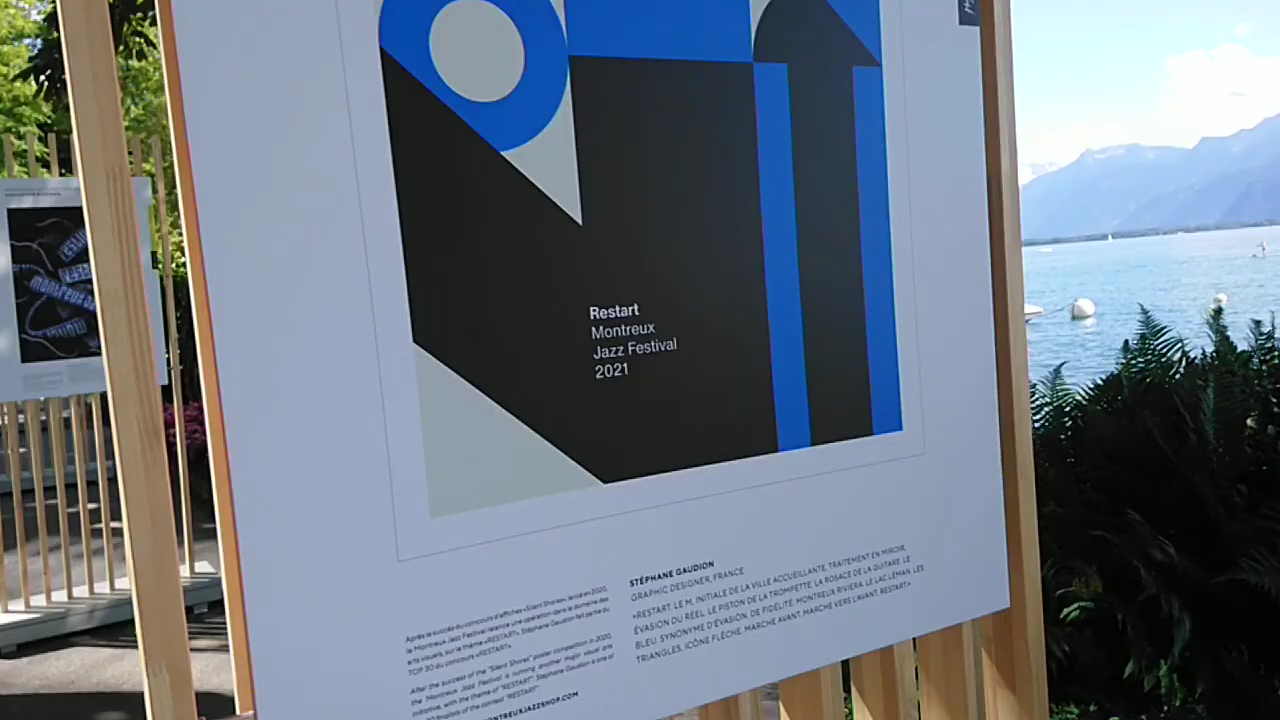 Restart
Montreux
Jazz Festival
2021
STÉPHANE GAUDION
GRAPHIC DESIGNER, FRANCE
«RESTART. LE M, INITIALE DE LA VILLE ACCUEILLANTE, TRAITEMENT EN MIROIR,
ÉVASION DU RÉEL. LE PISTON DE LA TROMPETTE. LA ROSACE DE LA GUITARE. LE
BLEU, SYNONYME D'ÉVASION, DE FIDÉLITÉ. MONTREUX RIVIERA. LE LAC LÉMAN. LES
TRIANGLES, ICÔNE FLÈCHE, MARCHE AVANT. MARCHE VERS L'AVANT. RESTART.»
Après le succès du concours d'affiches «Silent Shores», lancé en 2020,
le Montreux Jazz Festival relance une opération dans le domaine des
arts visuels, sur le thème «RESTART». Stéphane Gaudion fait partie du
TOP 30 du concours «RESTART».
After the success of the "Silent Shores" poster competition in 2020,
the Montreux Jazz Festival is running another major visual arts
initiative, with the theme of "RESTART". Stéphane Gaudion is one of
finalists of the contest "RESTART".
MONTREUXJAZZSHOP.COM